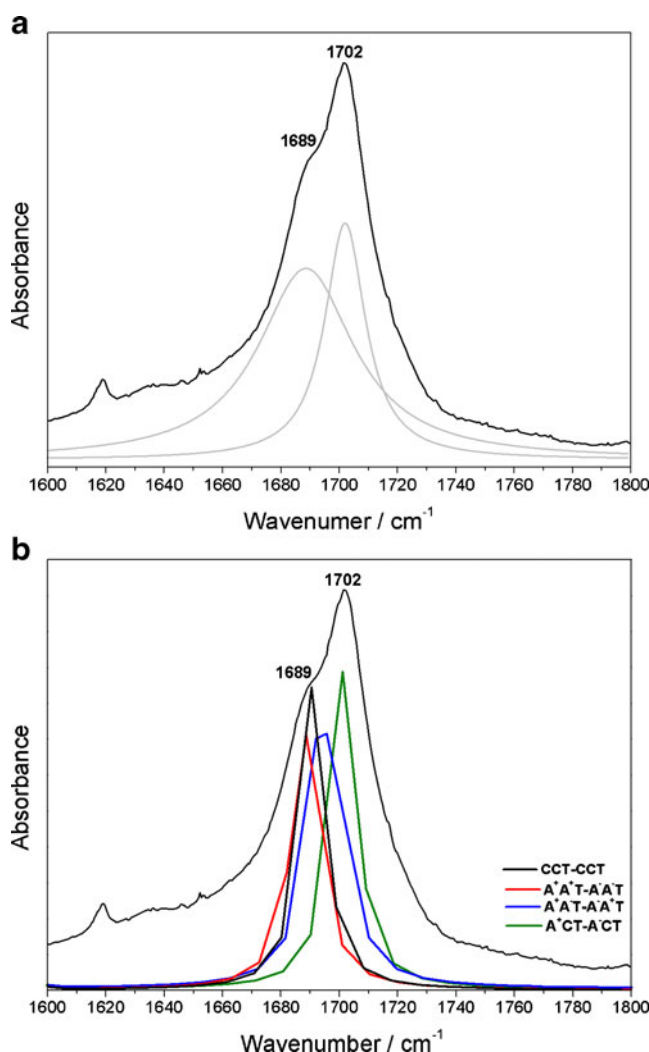 a
1702
1689
Absorbance
1600 1620 1640 1660 1680 1700 1720 1740 1760 1780 1800
Wavenumer / cm⁻¹
b
1702
1689
Absorbance
CCT-CCT
A⁺A⁺T-A⁻A⁻T
A⁺A⁻T-A⁻A⁺T
A⁺CT-A⁻CT
1600 1620 1640 1660 1680 1700 1720 1740 1760 1780 1800
Wavenumber / cm⁻¹